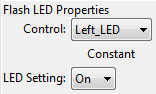 Flash LED Properties
Control: Left_LED
Constant
LED Setting: On